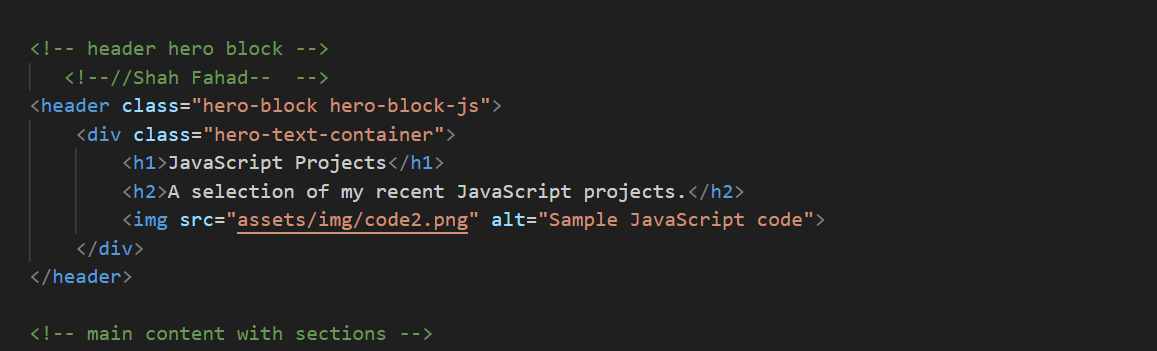 <!-- header hero block -->
<!--//Shah Fahad--  -->
<header class="hero-block hero-block-js">
<div class="hero-text-container">
<h1>JavaScript Projects</h1>
<h2>A selection of my recent JavaScript projects.</h2>
<img src="assets/img/code2.png" alt="Sample JavaScript code">
</div>
</header>
<!-- main content with sections -->